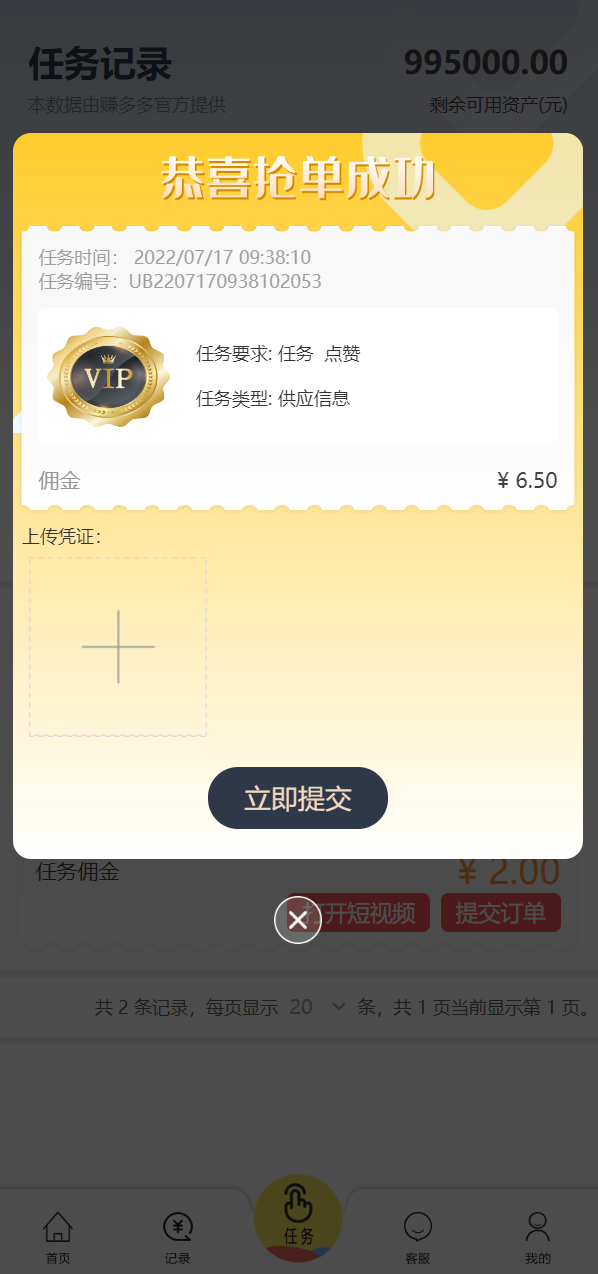 任务记录
995000.00
本数据由赚多多官方提供
剩余可用资产(元)
恭喜抢单成功
任务时间： 2022/07/17 09:38:10
任务编号：UB2207170938102053
VIP
任务要求: 任务 点赞
任务类型: 供应信息
佣金
¥ 6.50
上传凭证：
立即提交
任务佣金
¥ 2.00
打开短视频
提交订单
共 2 条记录，每页显示 20 条，共 1 页当前显示第 1 页。
首页
记录
任务
客服
我的